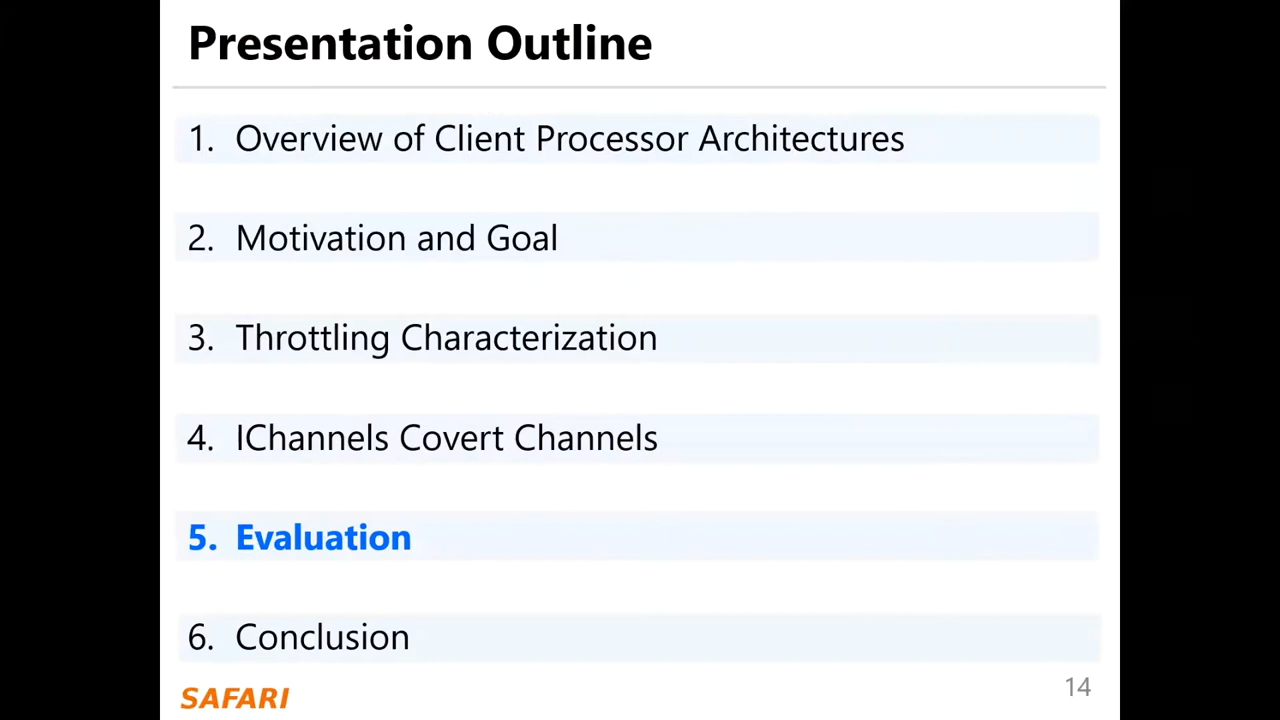 Presentation Outline
1. Overview of Client Processor Architectures
2. Motivation and Goal
3. Throttling Characterization
4. IChannels Covert Channels
5. Evaluation
6. Conclusion
SAFARI
14